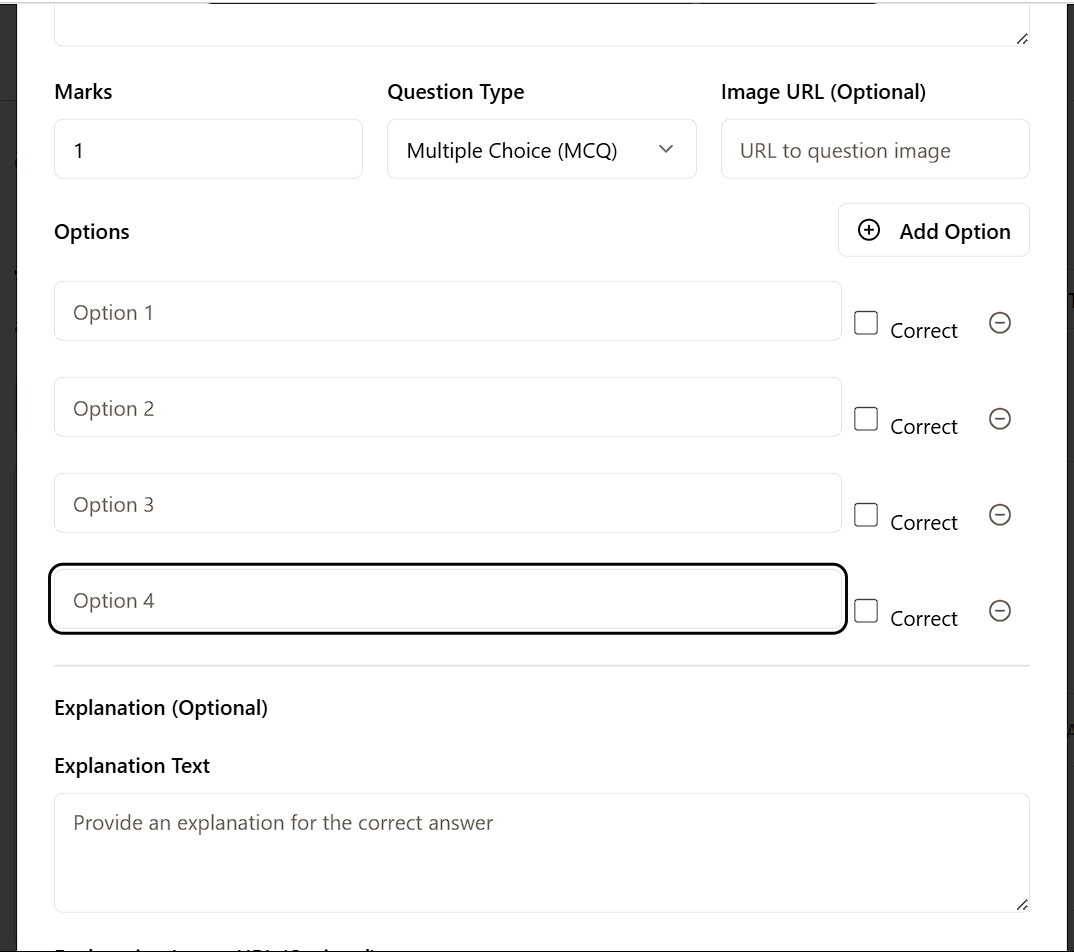 Marks Question Type Image URL (Optional)
1 Multiple Choice (MCQ) URL to question image
Options Add Option
Option 1 Correct
Option 2 Correct
Option 3 Correct
Option 4 Correct
Explanation (Optional)
Explanation Text
Provide an explanation for the correct answer